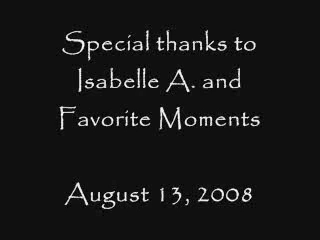 Special thanks to
Isabelle A. and
Favorite Moments
August 13, 2008